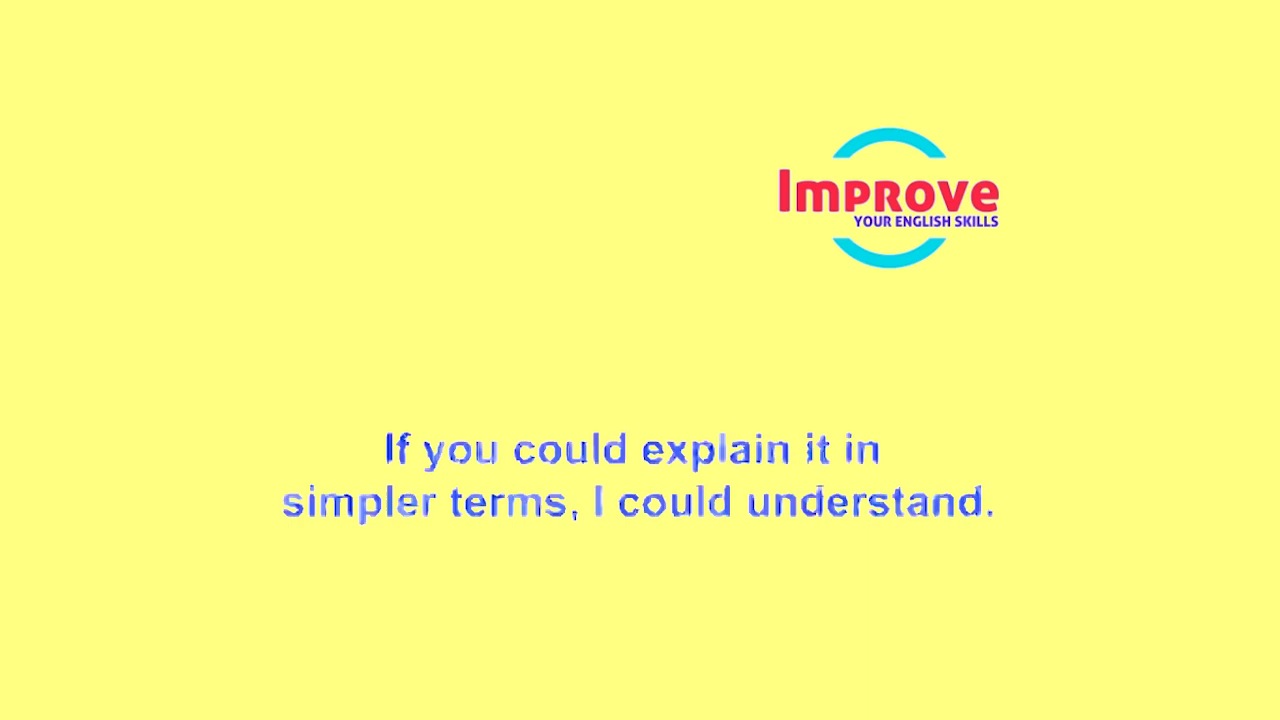 Improve
YOUR ENGLISH SKILLS
If you could explain it in
simpler terms, I could understand.